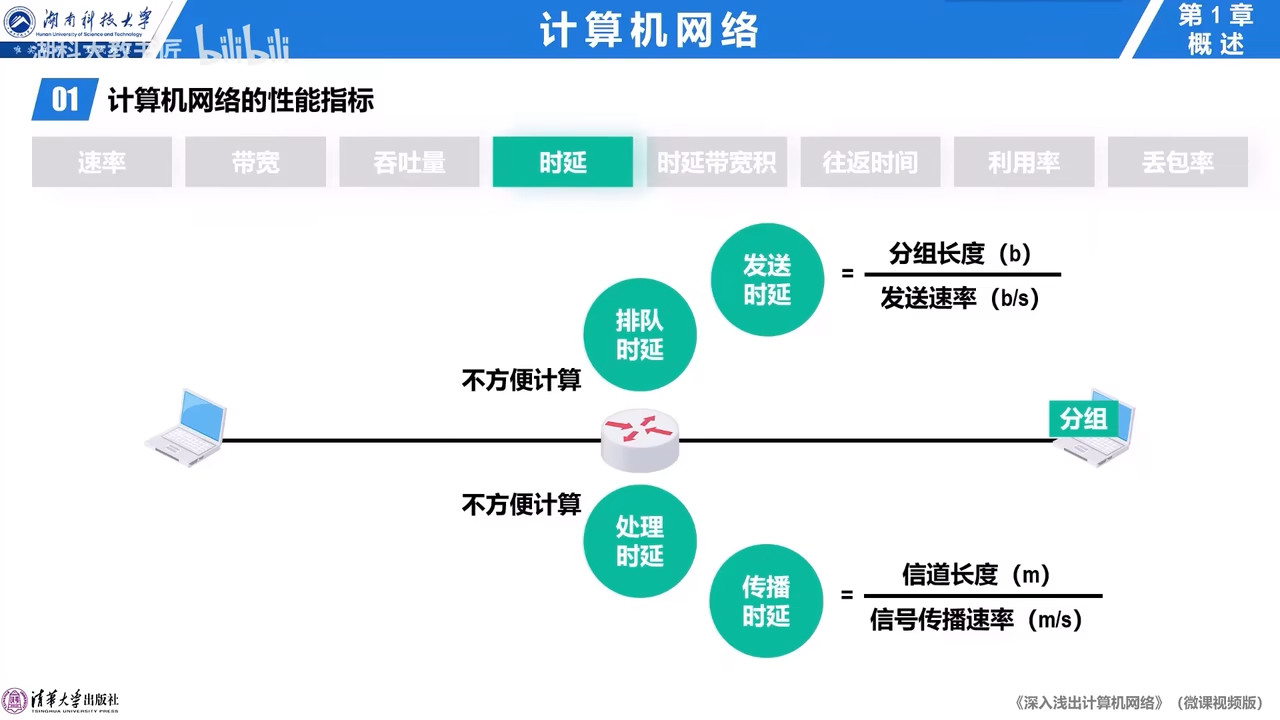 湖南科技大学
Hunan University of Science and Technology
湖科大教书匠 bilibili
计算机网络
第1章
概述
01 计算机网络的性能指标
速率 带宽 吞吐量 时延 时延带宽积 往返时间 利用率 丢包率
发送
时延
=
分组长度（b）
发送速率（b/s）
排队
时延
不方便计算
分组
不方便计算
处理
时延
传播
时延
=
信道长度（m）
信号传播速率（m/s）
清华大学出版社
TSINGHUA UNIVERSITY PRESS
《深入浅出计算机网络》（微课视频版）